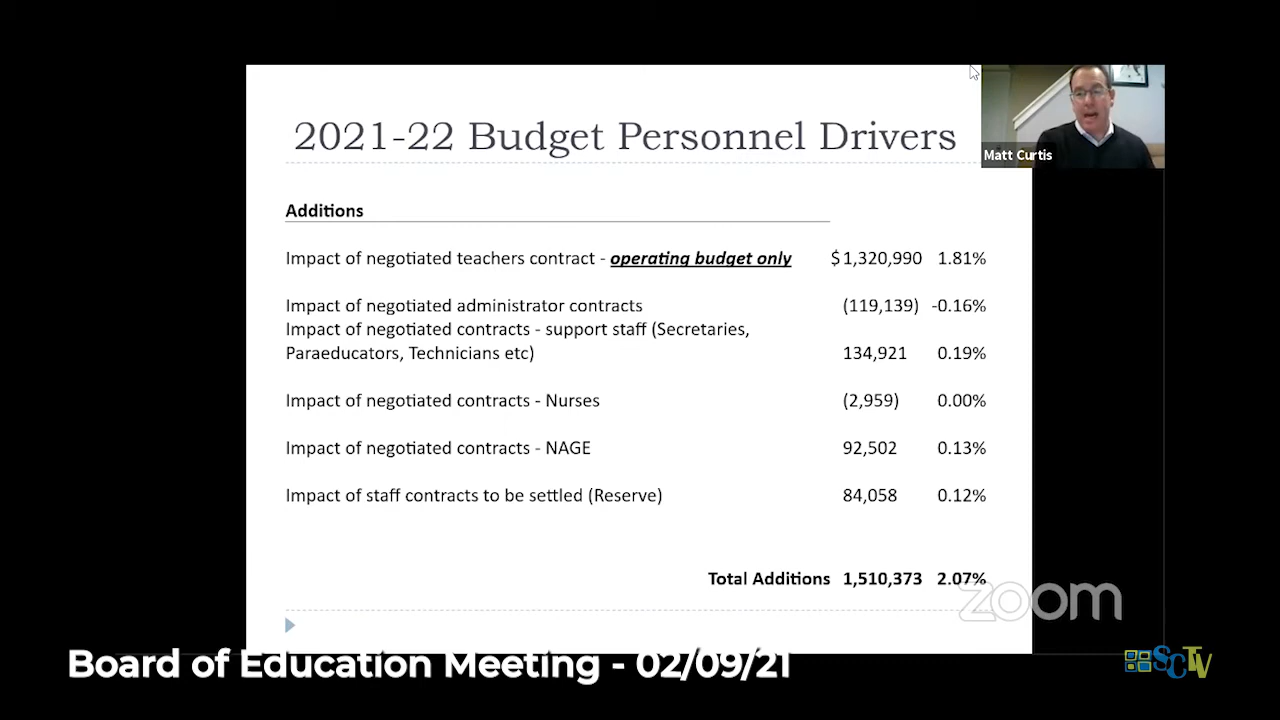 2021-22 Budget Personnel Drivers
Matt Curtis
Additions
Impact of negotiated teachers contract - operating budget only $ 1,320,990 1.81%
Impact of negotiated administrator contracts (119,139) -0.16%
Impact of negotiated contracts - support staff (Secretaries,
Paraeducators, Technicians etc) 134,921 0.19%
Impact of negotiated contracts - Nurses (2,959) 0.00%
Impact of negotiated contracts - NAGE 92,502 0.13%
Impact of staff contracts to be settled (Reserve) 84,058 0.12%
Total Additions 1,510,373 2.07%
zoom
Board of Education Meeting - 02/09/21
SCTV